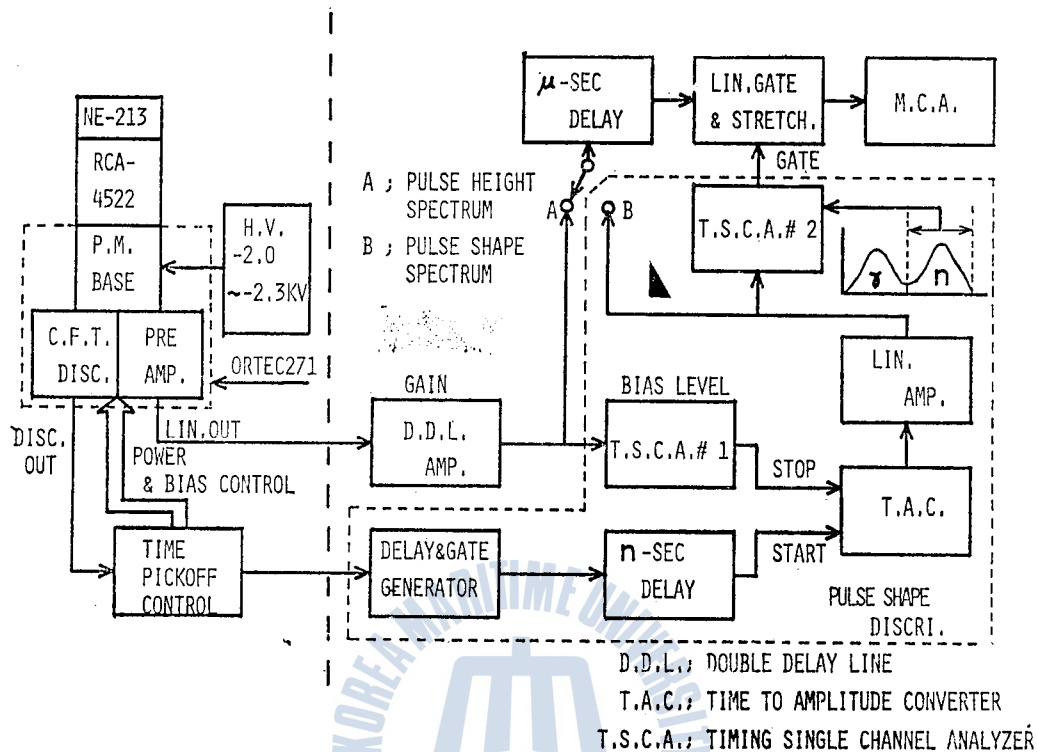 μ-SEC
DELAY
LIN.GATE
& STRETCH.
M.C.A.
GATE
NE-213
RCA-
4522
P.M.
BASE
H.V.
-2.0
~-2.3KV
C.F.T.
DISC.
PRE
AMP.
ORTEC271
A ; PULSE HEIGHT
SPECTRUM
B ; PULSE SHAPE
SPECTRUM
A
B
T.S.C.A.# 2
γ
n
LIN.
AMP.
GAIN
D.D.L.
AMP.
BIAS LEVEL
T.S.C.A.# 1
STOP
START
T.A.C.
DISC.
OUT
LIN.OUT
POWER
& BIAS CONTROL
TIME
PICKOFF
CONTROL
DELAY&GATE
GENERATOR
n-SEC
DELAY
PULSE SHAPE
DISCRI.
D.D.L.; DOUBLE DELAY LINE
T.A.C.; TIME TO AMPLITUDE CONVERTER
T.S.C.A.; TIMING SINGLE CHANNEL ANALYZER
KOREA MARITIME